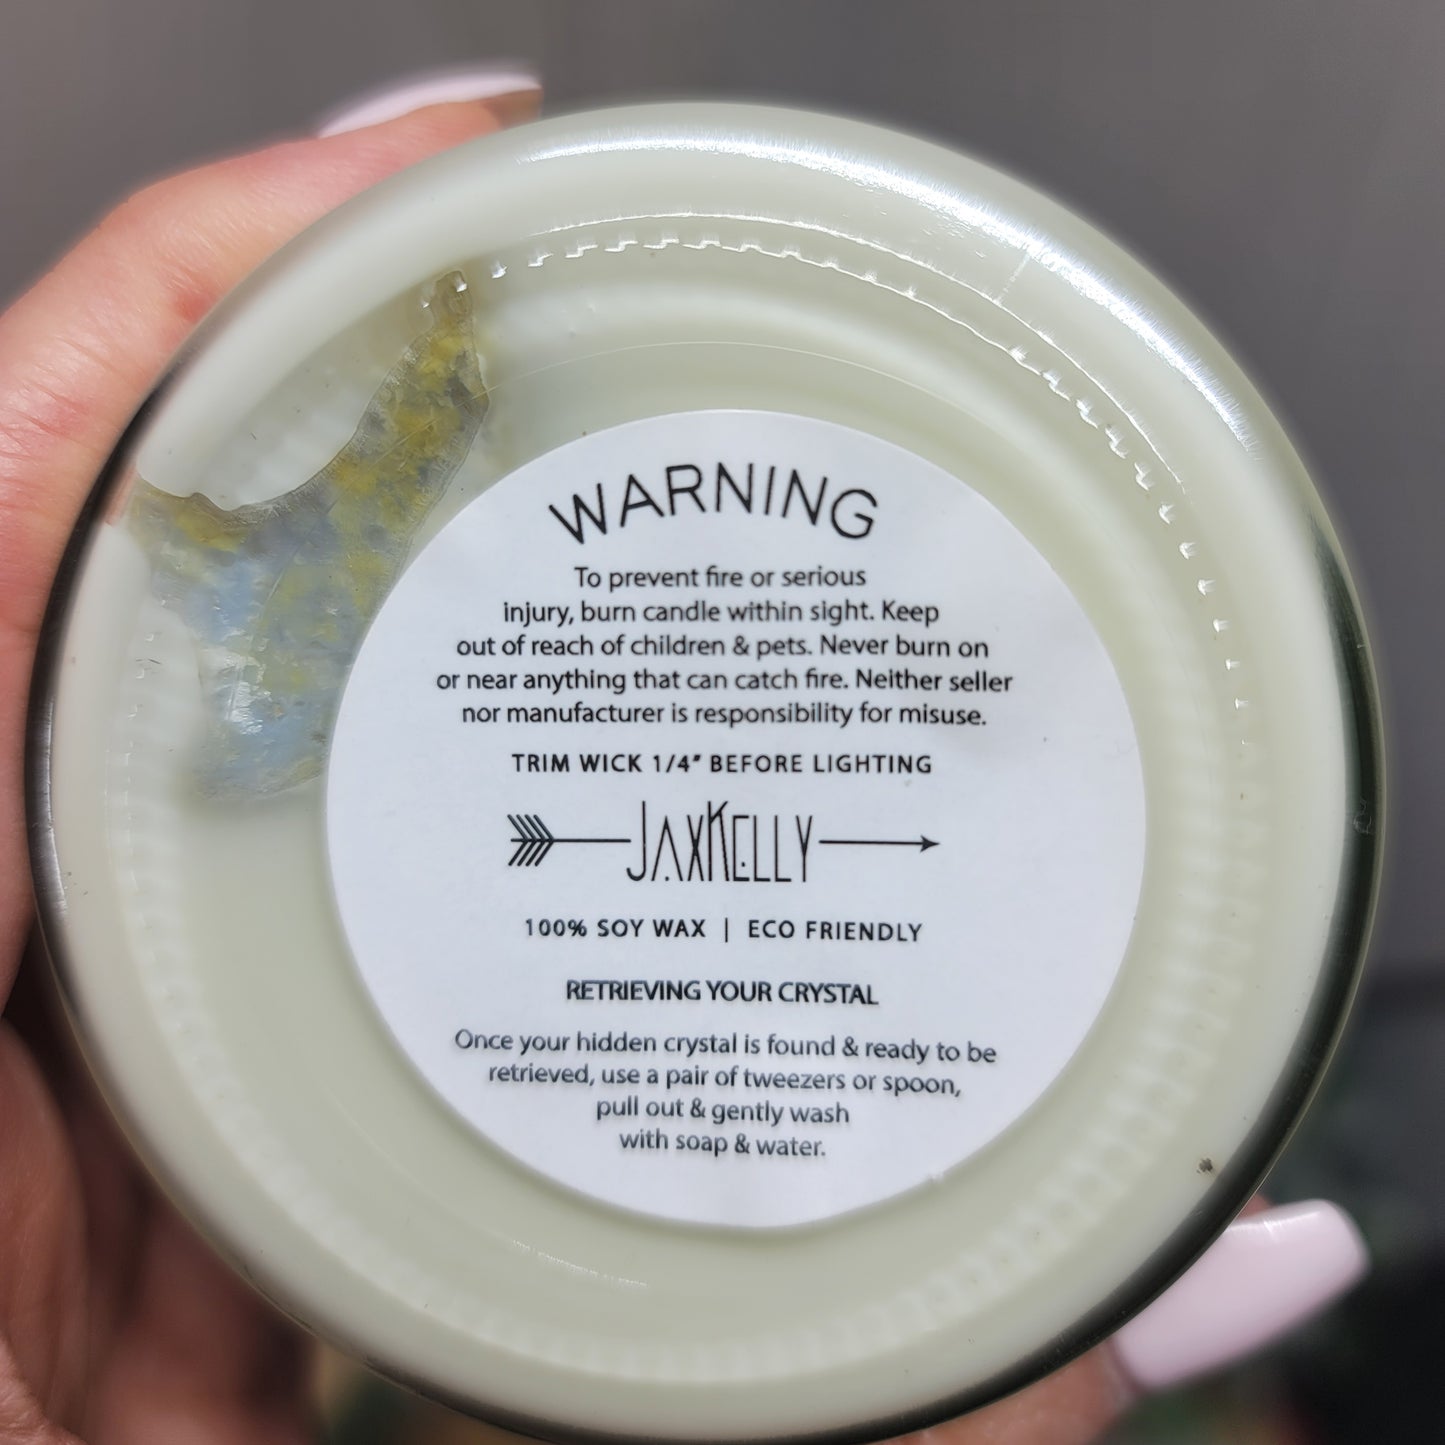 WARNING
To prevent fire or serious
injury, burn candle within sight. Keep
out of reach of children & pets. Never burn on
or near anything that can catch fire. Neither seller
nor manufacturer is responsibility for misuse.
TRIM WICK 1/4" BEFORE LIGHTING
JAXKELLY
100% SOY WAX | ECO FRIENDLY
RETRIEVING YOUR CRYSTAL
Once your hidden crystal is found & ready to be
retrieved, use a pair of tweezers or spoon,
pull out & gently wash
with soap & water.